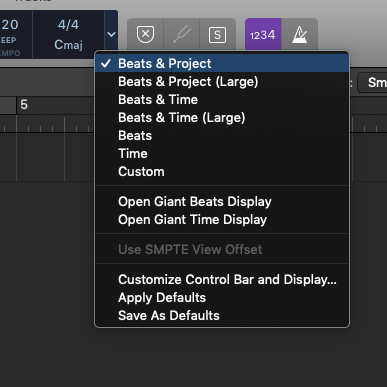 Tracks
20
4/4
EEP
EMPO
Cmaj
S
1234
Beats & Project
Beats & Project (Large)
Beats & Time
Beats & Time (Large)
Beats
Time
Custom
Open Giant Beats Display
Open Giant Time Display
Use SMPTE View Offset
Customize Control Bar and Display...
Apply Defaults
Save As Defaults
: Sm
5